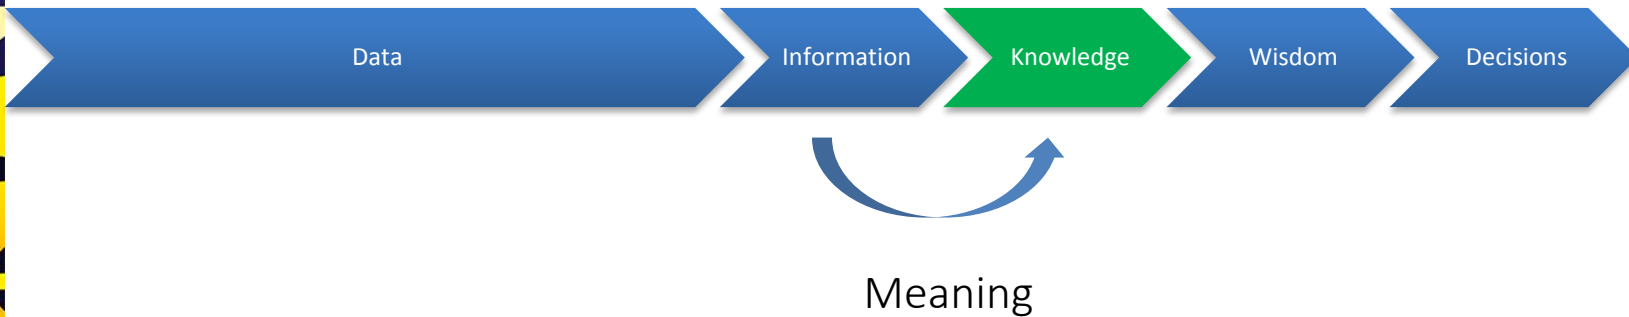 Data
Information
Knowledge
Wisdom
Decisions
Meaning